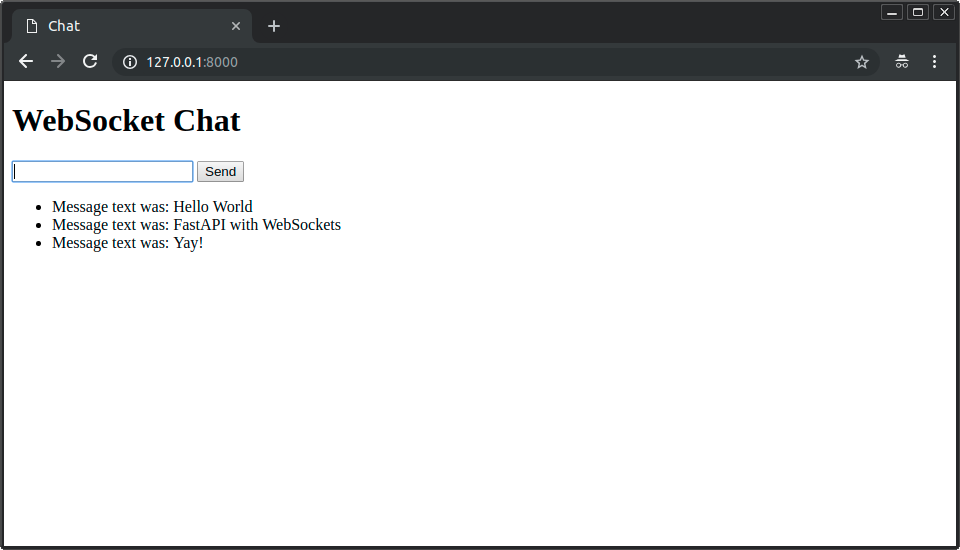 Chat
127.0.0.1:8000
WebSocket Chat
Send
Message text was: Hello World
Message text was: FastAPI with WebSockets
Message text was: Yay!